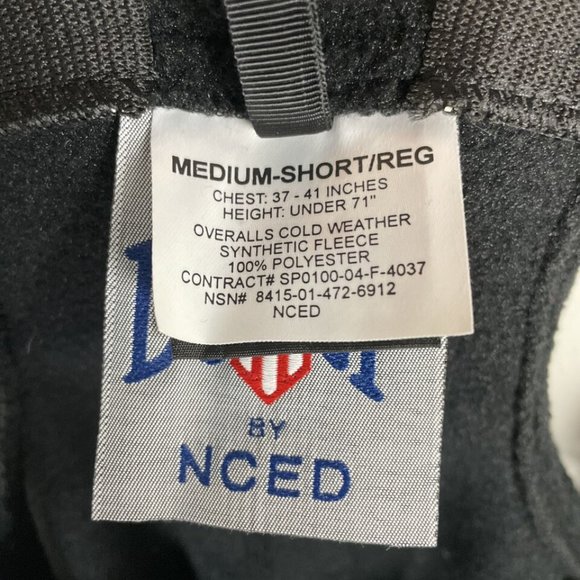 MEDIUM-SHORT/REG
CHEST: 37 - 41 INCHES
HEIGHT: UNDER 71"
OVERALLS COLD WEATHER
SYNTHETIC FLEECE
100% POLYESTER
CONTRACT# SP0100-04-F-4037
NSN# 8415-01-472-6912
NCED
BY
NCED